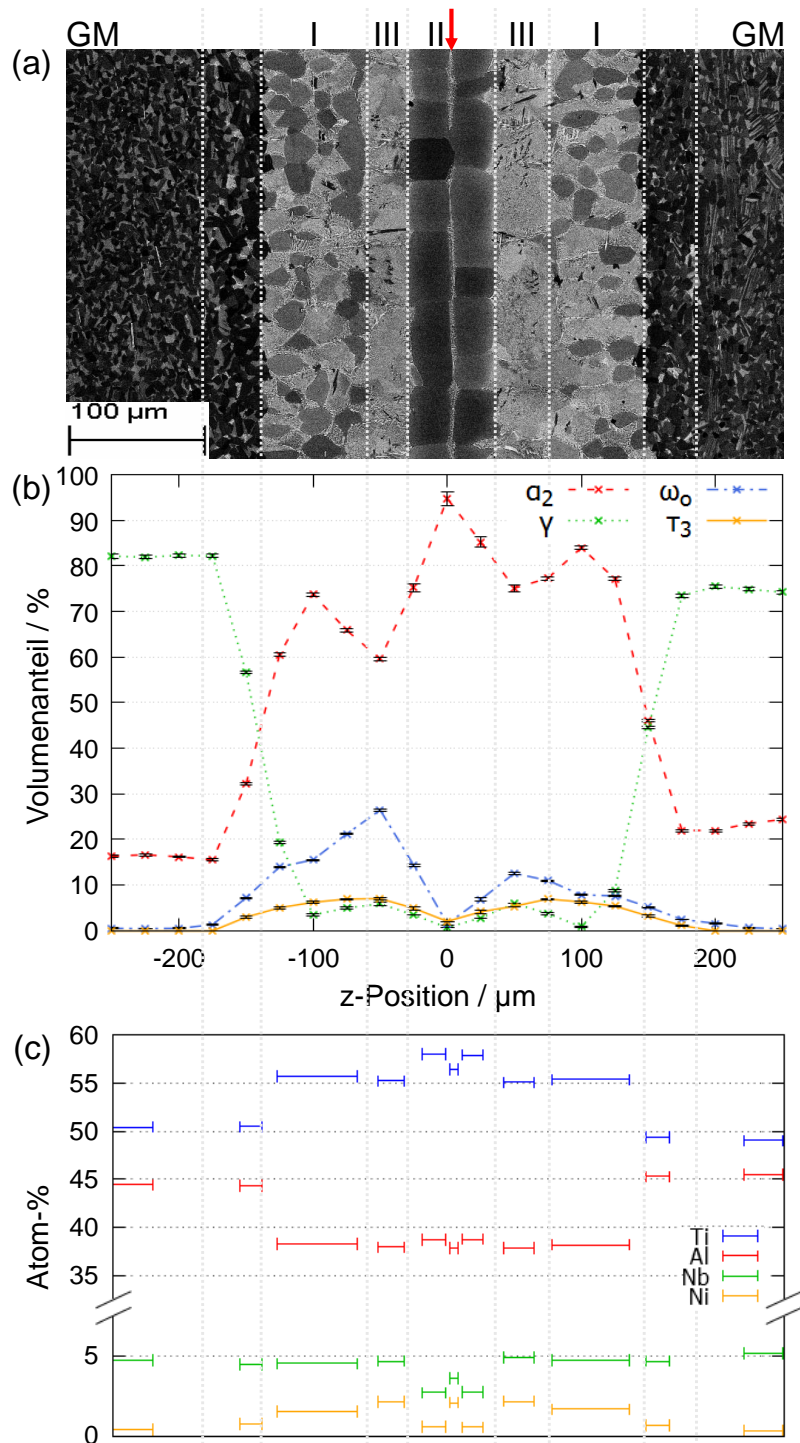 GM I III II III I GM
(a)
100 µm
(b)
100
90
80
70
60
50
40
30
20
10
0
Volumenanteil / %
α₂ ω₀
γ τ₃
-200 -100 0 100 200
z-Position / µm
(c)
60
55
50
45
40
35
5
0
Atom-%
Ti
Al
Nb
Ni